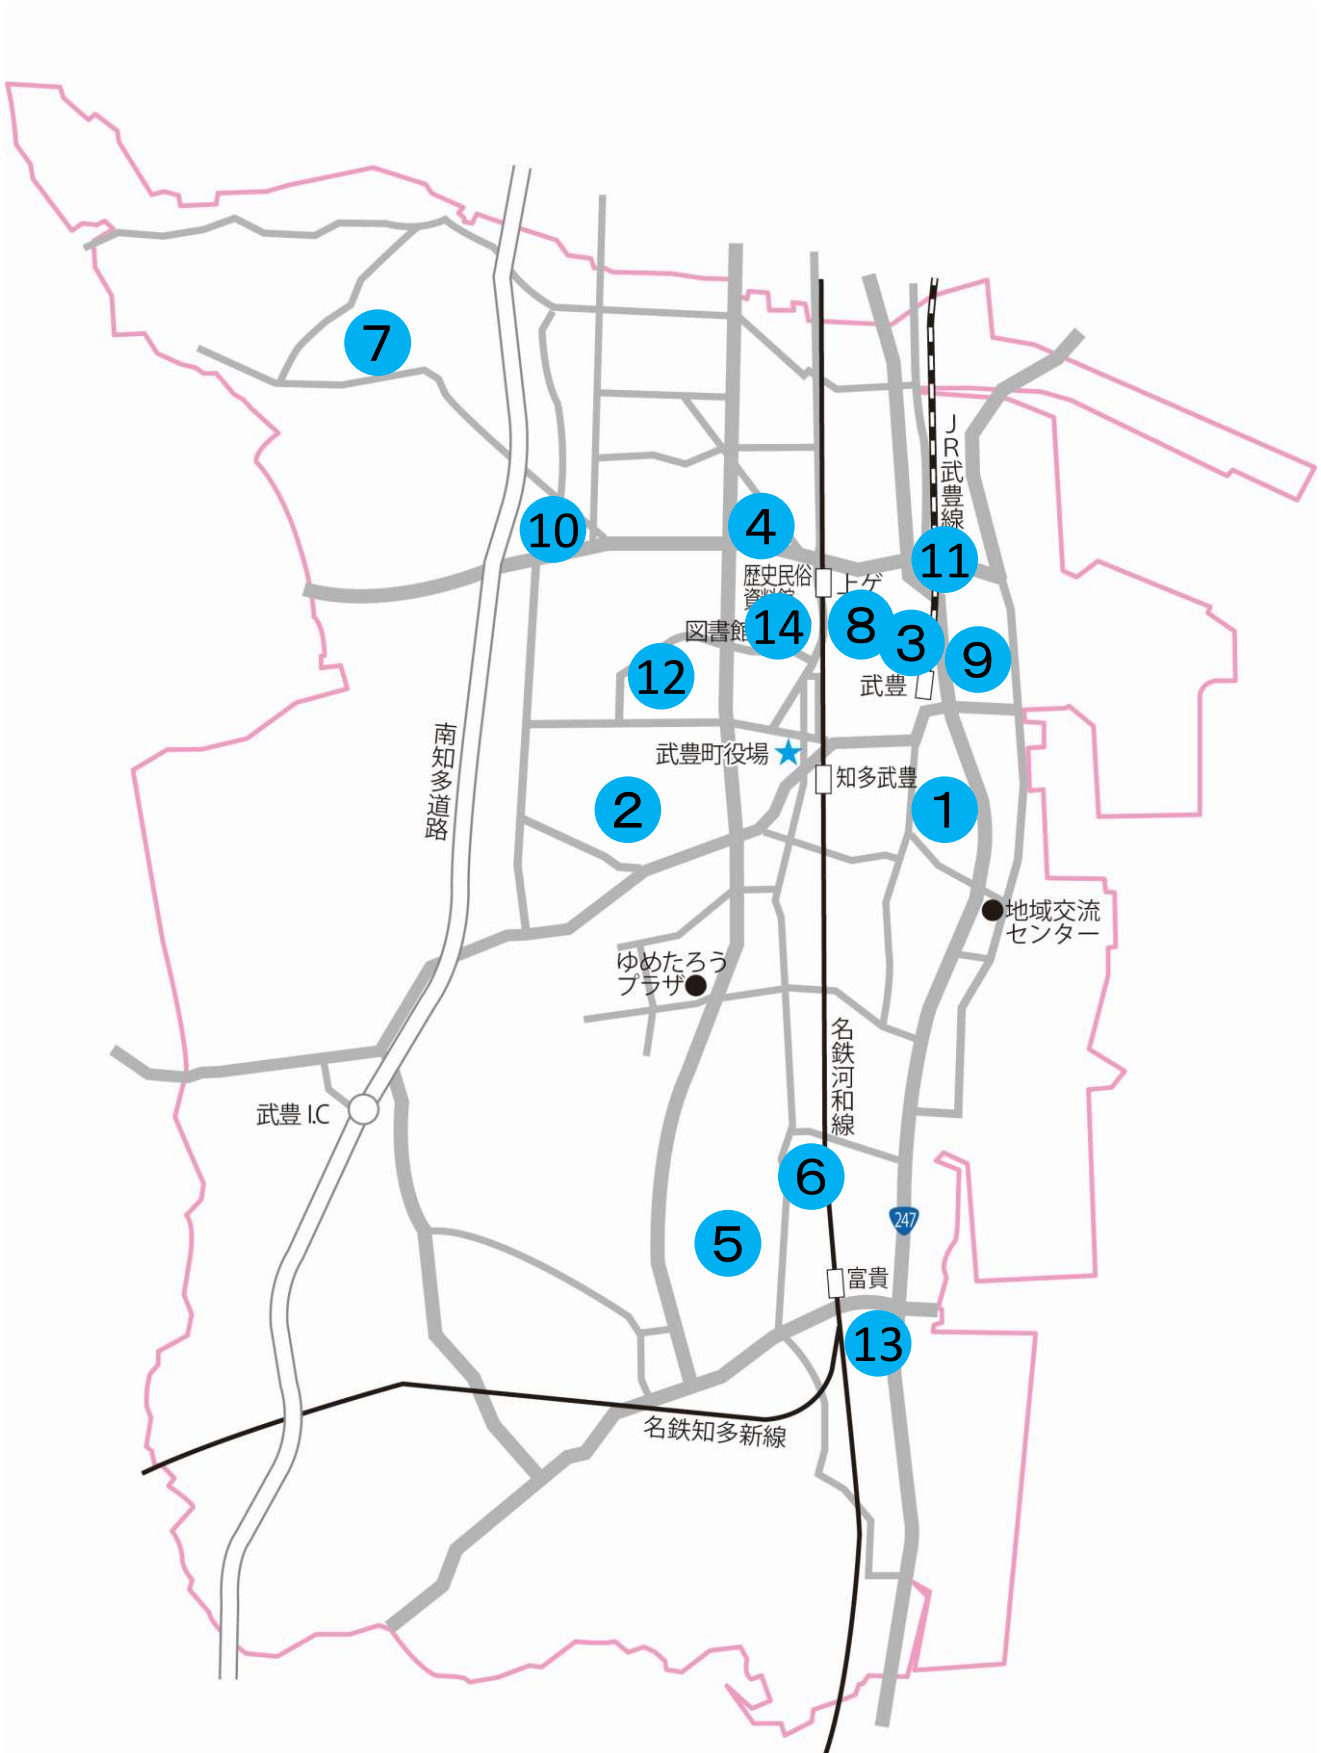 7
JR武豊線
10
4
11
歴史民俗
資料館
上ゲ
図書館
14
8
3
9
12
武豊
南知多道路
武豊町役場
知多武豊
2
1
地域交流
センター
ゆめたろう
プラザ
名鉄河和線
武豊I.C
6
247
5
富貴
13
名鉄知多新線